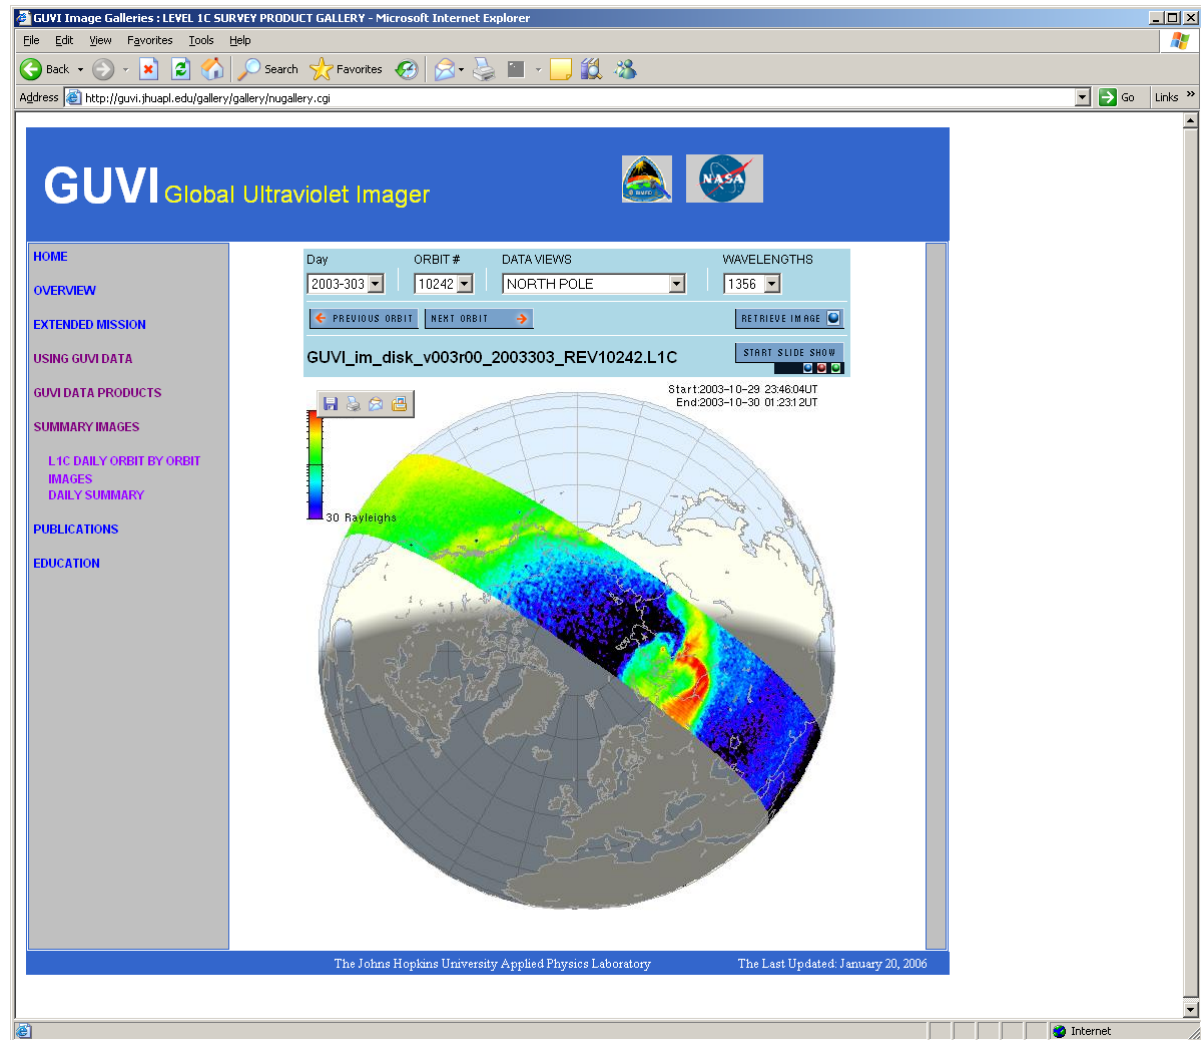 GUVI Image Galleries : LEVEL 1C SURVEY PRODUCT GALLERY - Microsoft Internet Explorer
File Edit View Favorites Tools Help
Back Search Favorites
Address http://guvi.jhuapl.edu/gallery/gallery/nugallery.cgi Go Links »
GUVI Global Ultraviolet Imager
NASA
HOME
OVERVIEW
EXTENDED MISSION
USING GUVI DATA
GUVI DATA PRODUCTS
SUMMARY IMAGES
L1C DAILY ORBIT BY ORBIT
IMAGES
DAILY SUMMARY
PUBLICATIONS
EDUCATION
Day ORBIT # DATA VIEWS WAVELENGTHS
2003-303 10242 NORTH POLE 1356
PREVIOUS ORBIT NEXT ORBIT RETRIEVE IMAGE
GUVI_im_disk_v003r00_2003303_REV10242.L1C START SLIDE SHOW
Start:2003-10-29 23:46:04UT
End:2003-10-30 01:23:12UT
30 Rayleighs
The Johns Hopkins University Applied Physics Laboratory The Last Updated: January 20, 2006
Internet